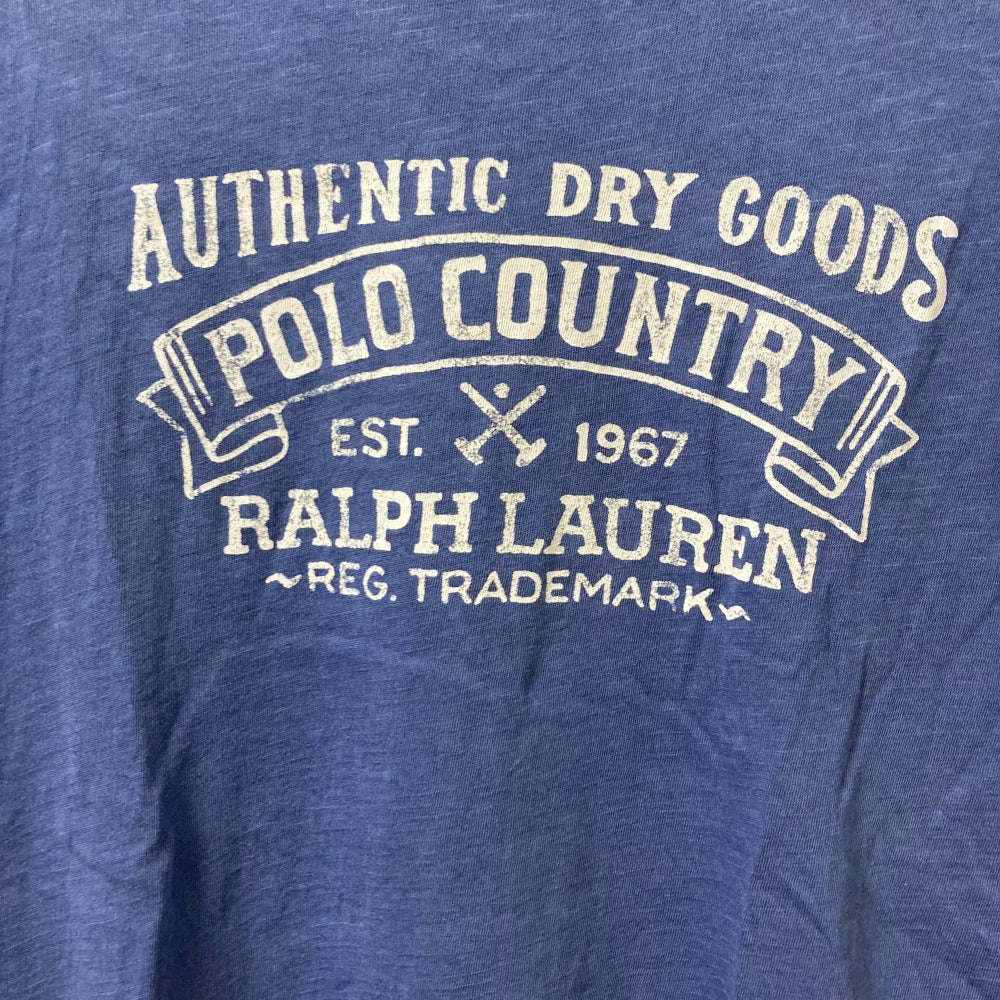 AUTHENTIC DRY GOODS
POLO COUNTRY
EST. 1967
RALPH LAUREN
~REG. TRADEMARK~